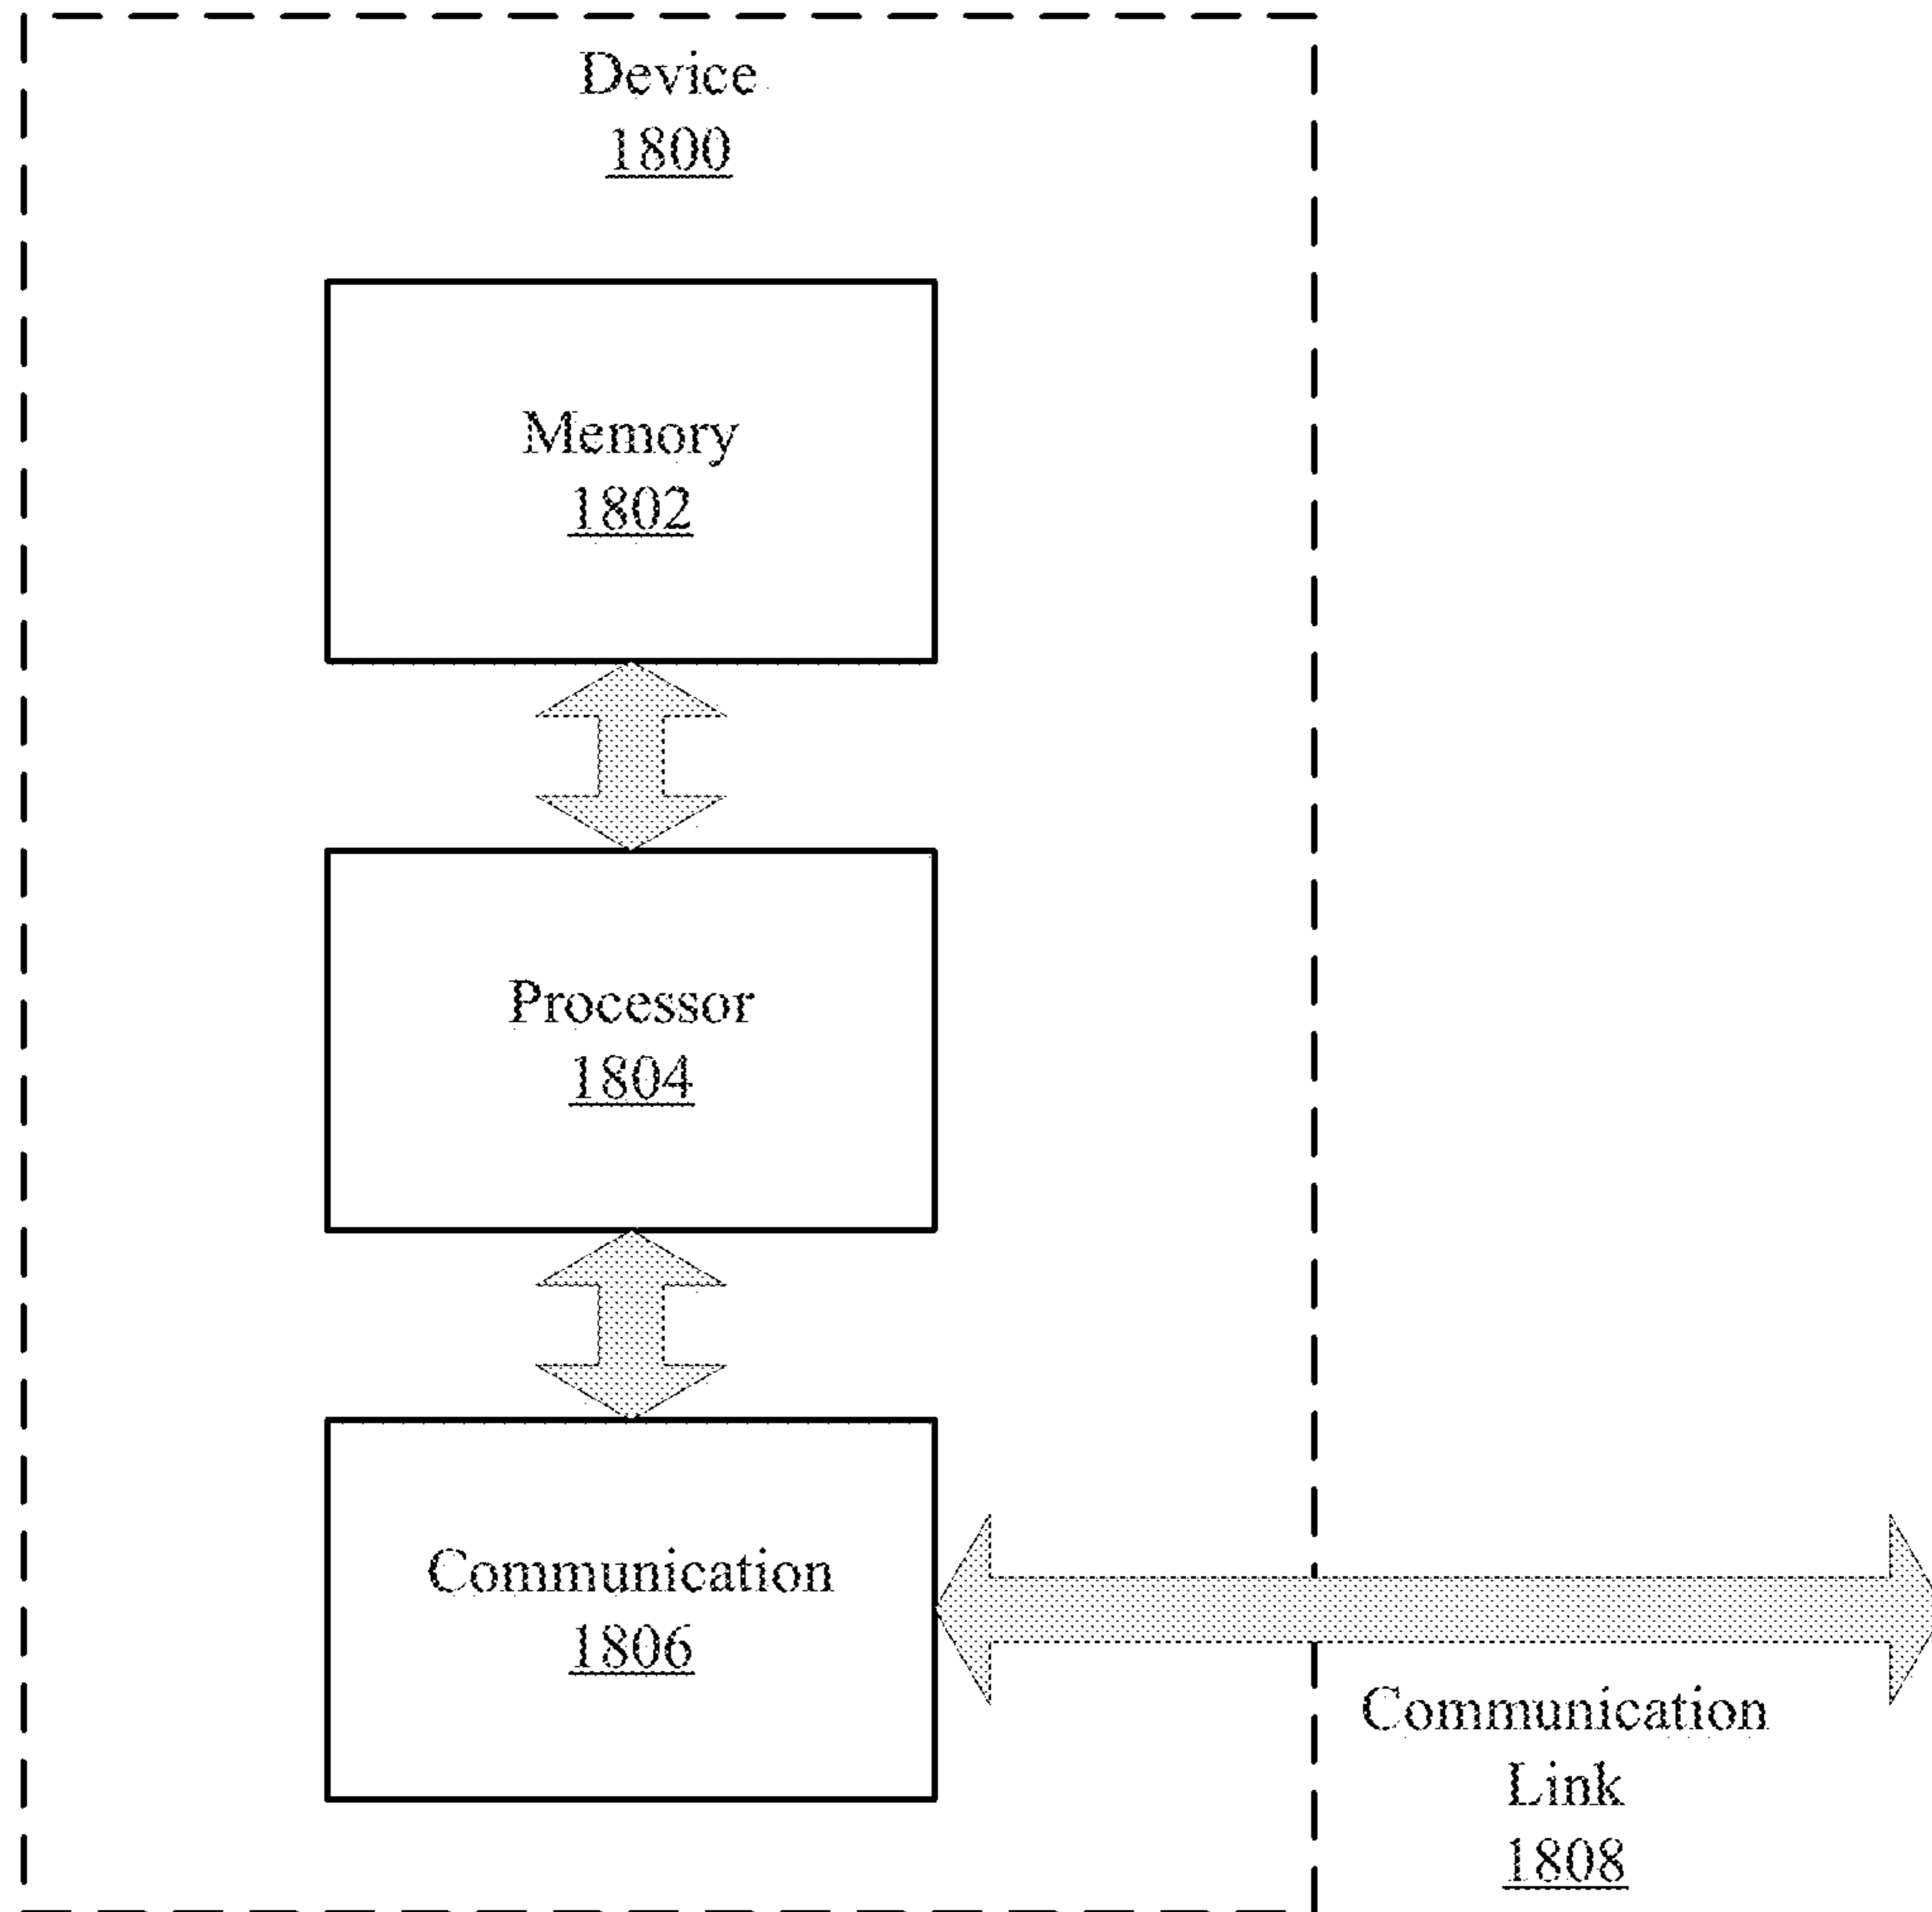 Device
1800
Memory
1802
Processor
1804
Communication
1806
Communication
Link
1808